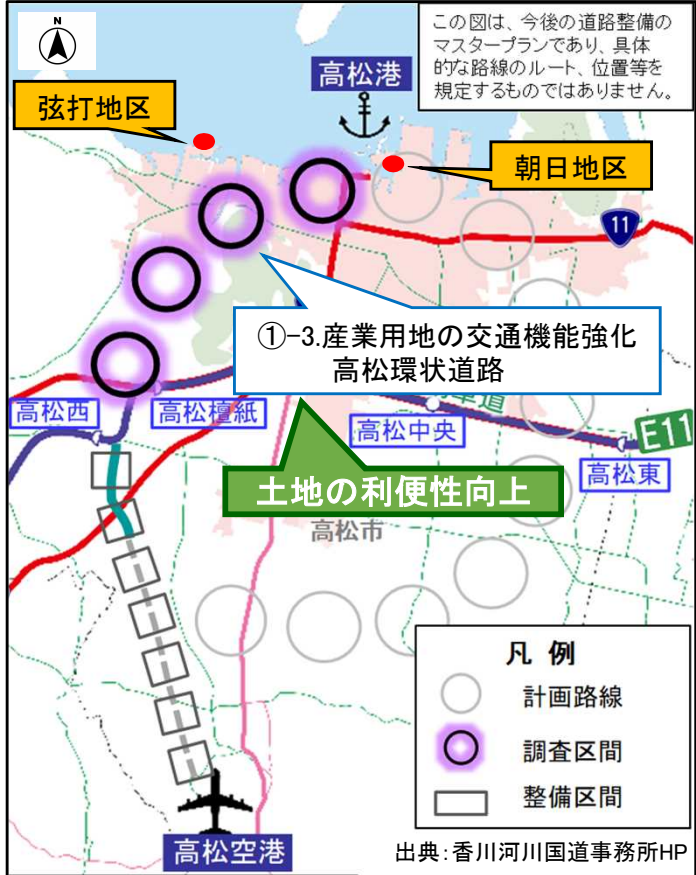 N
この図は、今後の道路整備の
マスタープランであり、具体
的な路線のルート、位置等を
規定するものではありません。
高松港
弦打地区
朝日地区
11
①-3.産業用地の交通機能強化
高松環状道路
高松西
高松檀紙
高松中央
車道
E11
高松東
土地の利便性向上
高松市
凡 例
計画路線
調査区間
整備区間
高松空港
出典:香川河川国道事務所HP